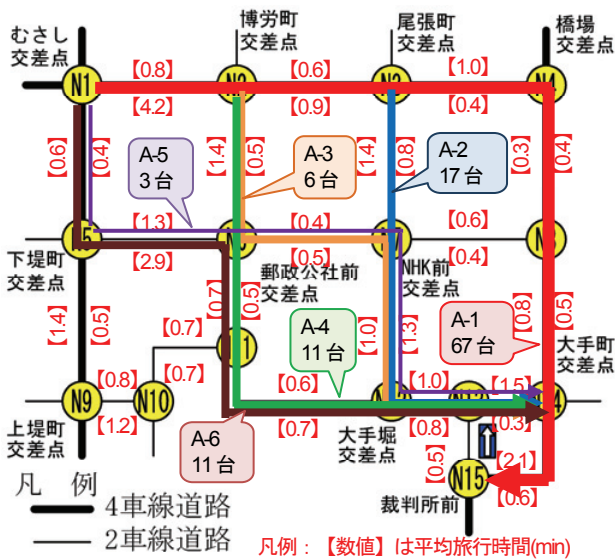 むさし
交差点
博労町
交差点
尾張町
交差点
橋場
交差点
N1
【0.8】
N2
【0.6】
N3
【1.0】
N4
【4.2】
【0.9】
【0.4】
【0.6】
【0.4】
【1.4】
【0.5】
【1.4】
【0.8】
【0.3】
【0.4】
A-5
3台
A-3
6台
A-2
17台
【1.3】
【0.4】
【0.6】
【2.9】
【0.5】
【0.4】
下堤町
交差点
郵政公社前
交差点
NHK前
交差点
【1.4】
【0.5】
【0.7】
【0.5】
【1.0】
【1.3】
【0.8】
【0.5】
【0.7】
A-4
11台
A-1
67台
大手町
交差点
N9
【0.8】
N10
【0.7】
【0.6】
【1.0】
【1.5】
【1.2】
【0.7】
【0.8】
【0.3】
上堤町
交差点
A-6
11台
大手堀
交差点
【0.5】
N15
【2.1】
【0.6】
裁判所前
凡 例
4車線道路
2車線道路
凡例：【数値】は平均旅行時間(min)